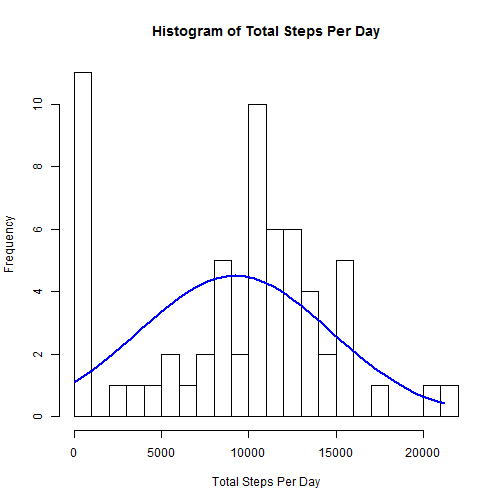 Histogram of Total Steps Per Day
Frequency
10
8
6
4
2
0
0 5000 10000 15000 20000
Total Steps Per Day